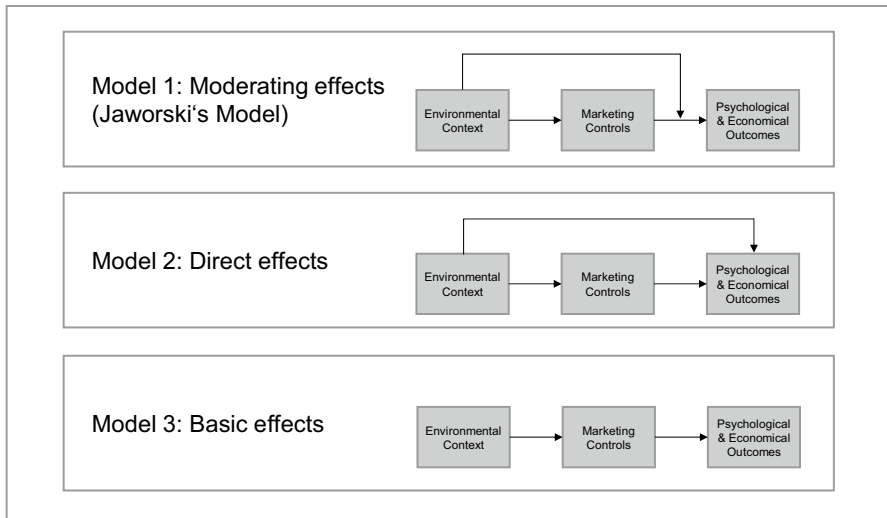 Model 1: Moderating effects
(Jaworski‘s Model)
Environmental
Context
Marketing
Controls
Psychological
& Economical
Outcomes
Model 2: Direct effects
Environmental
Context
Marketing
Controls
Psychological
& Economical
Outcomes
Model 3: Basic effects
Environmental
Context
Marketing
Controls
Psychological
& Economical
Outcomes